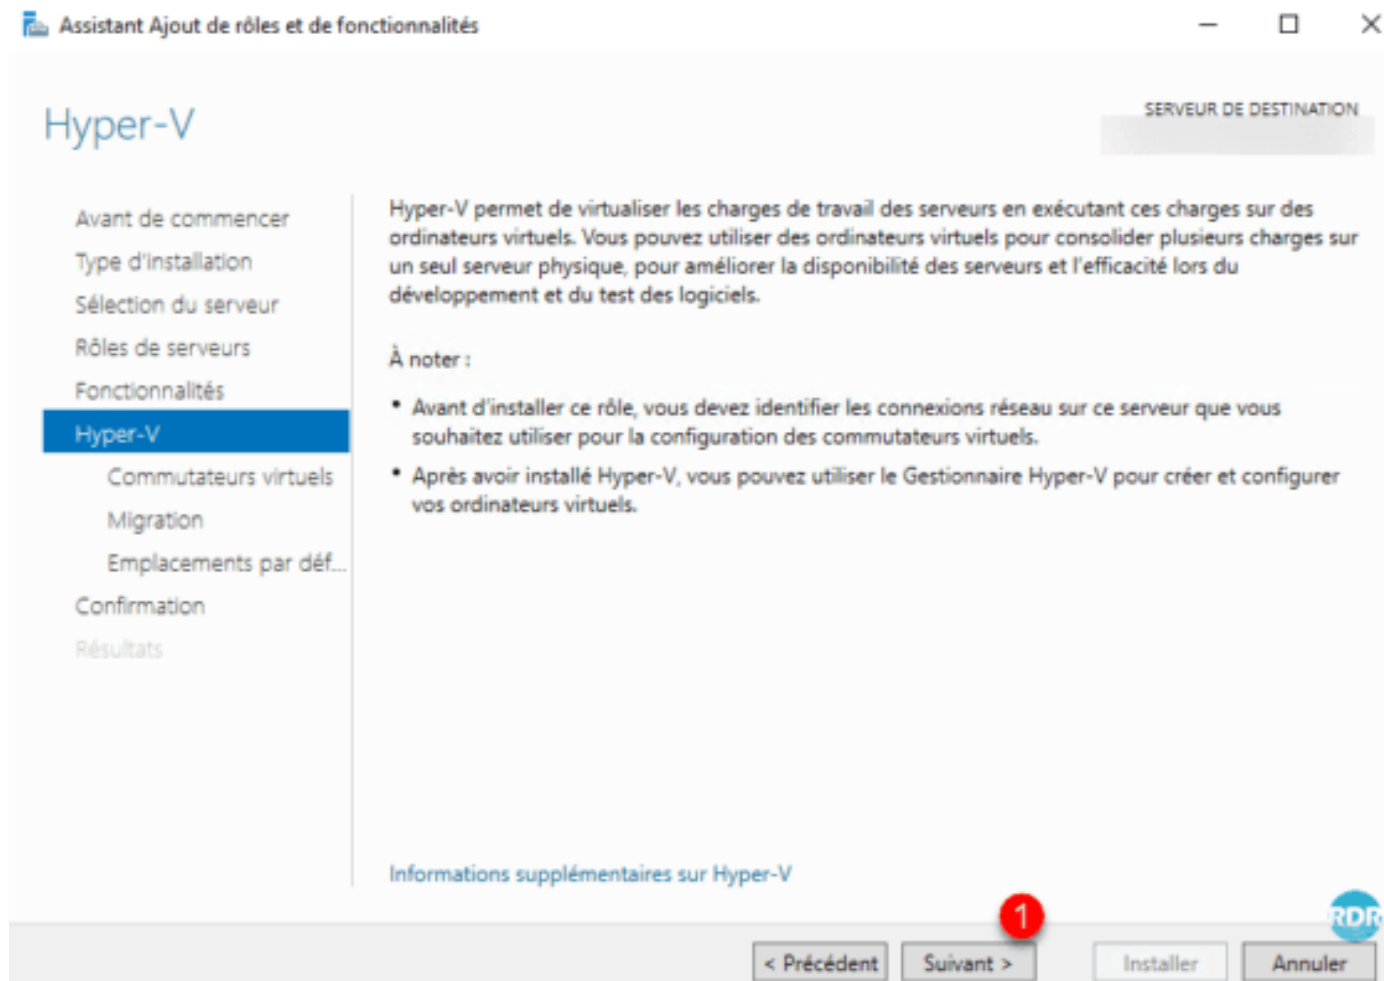 Assistant Ajout de rôles et de fonctionnalités
Hyper-V
SERVEUR DE DESTINATION
Avant de commencer
Type d'installation
Sélection du serveur
Rôles de serveurs
Fonctionnalités
Hyper-V
Commutateurs virtuels
Migration
Emplacements par déf...
Confirmation
Résultats
Hyper-V permet de virtualiser les charges de travail des serveurs en exécutant ces charges sur des
ordinateurs virtuels. Vous pouvez utiliser des ordinateurs virtuels pour consolider plusieurs charges sur
un seul serveur physique, pour améliorer la disponibilité des serveurs et l'efficacité lors du
développement et du test des logiciels.
À noter :
• Avant d'installer ce rôle, vous devez identifier les connexions réseau sur ce serveur que vous
souhaitez utiliser pour la configuration des commutateurs virtuels.
• Après avoir installé Hyper-V, vous pouvez utiliser le Gestionnaire Hyper-V pour créer et configurer
vos ordinateurs virtuels.
Informations supplémentaires sur Hyper-V
1
RDR
< Précédent
Suivant >
Installer
Annuler